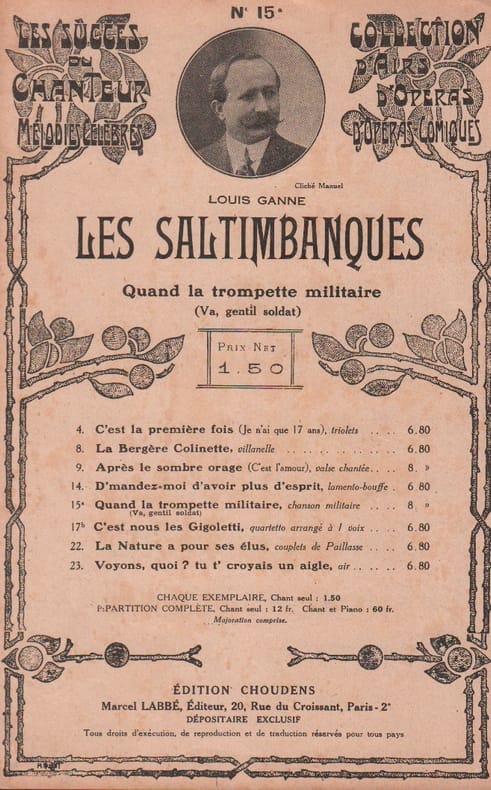 N° 15ᵃ
LES SUCCÈS
DU
CHANTEUR
MÉLODIES CÉLÈBRES
COLLECTION
D'AIRS
D'OPÉRAS
D'OPÉRAS-COMIQUES
Cliché Manuel
LOUIS GANNE
LES SALTIMBANQUES
Quand la trompette militaire
(Va, gentil soldat)
PRIX NET
1.50
4. C'est la première fois (Je n'ai que 17 ans), triolets .... 6.80
8. La Bergère Colinette, villanelle .......... 6.80
9. Après le sombre orage (C'est l'amour), valse chantée.... 8. »
14. D'mandez-moi d'avoir plus d'esprit, lamento-bouffe . 6.80
15ᵃ Quand la trompette militaire, chanson militaire .... 8. »
(Va, gentil soldat)
17ᵇ C'est nous les Gigoletti, quartetto arrangé à 1 voix .. 6.80
22. La Nature a pour ses élus, couplets de Paillasse .... 6.80
23. Voyons, quoi ? tu t' croyais un aigle, air ...... 6.80
CHAQUE EXEMPLAIRE, Chant seul : 1.50
PARTITION COMPLÈTE, Chant seul : 12 fr. Chant et Piano : 60 fr.
Majoration comprise.
ÉDITION CHOUDENS
Marcel LABBÉ, Éditeur, 20, Rue du Croissant, Paris-2ᵉ
DÉPOSITAIRE EXCLUSIF
Tous droits d'exécution, de reproduction et de traduction réservés pour tous pays